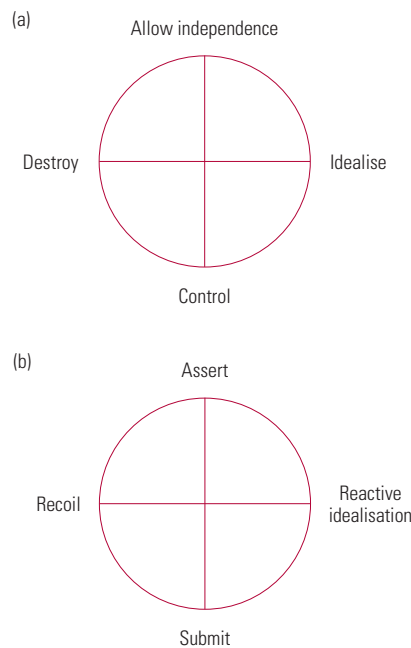 (a)
Allow independence
Destroy
Idealise
Control
(b)
Assert
Recoil
Reactive
idealisation
Submit